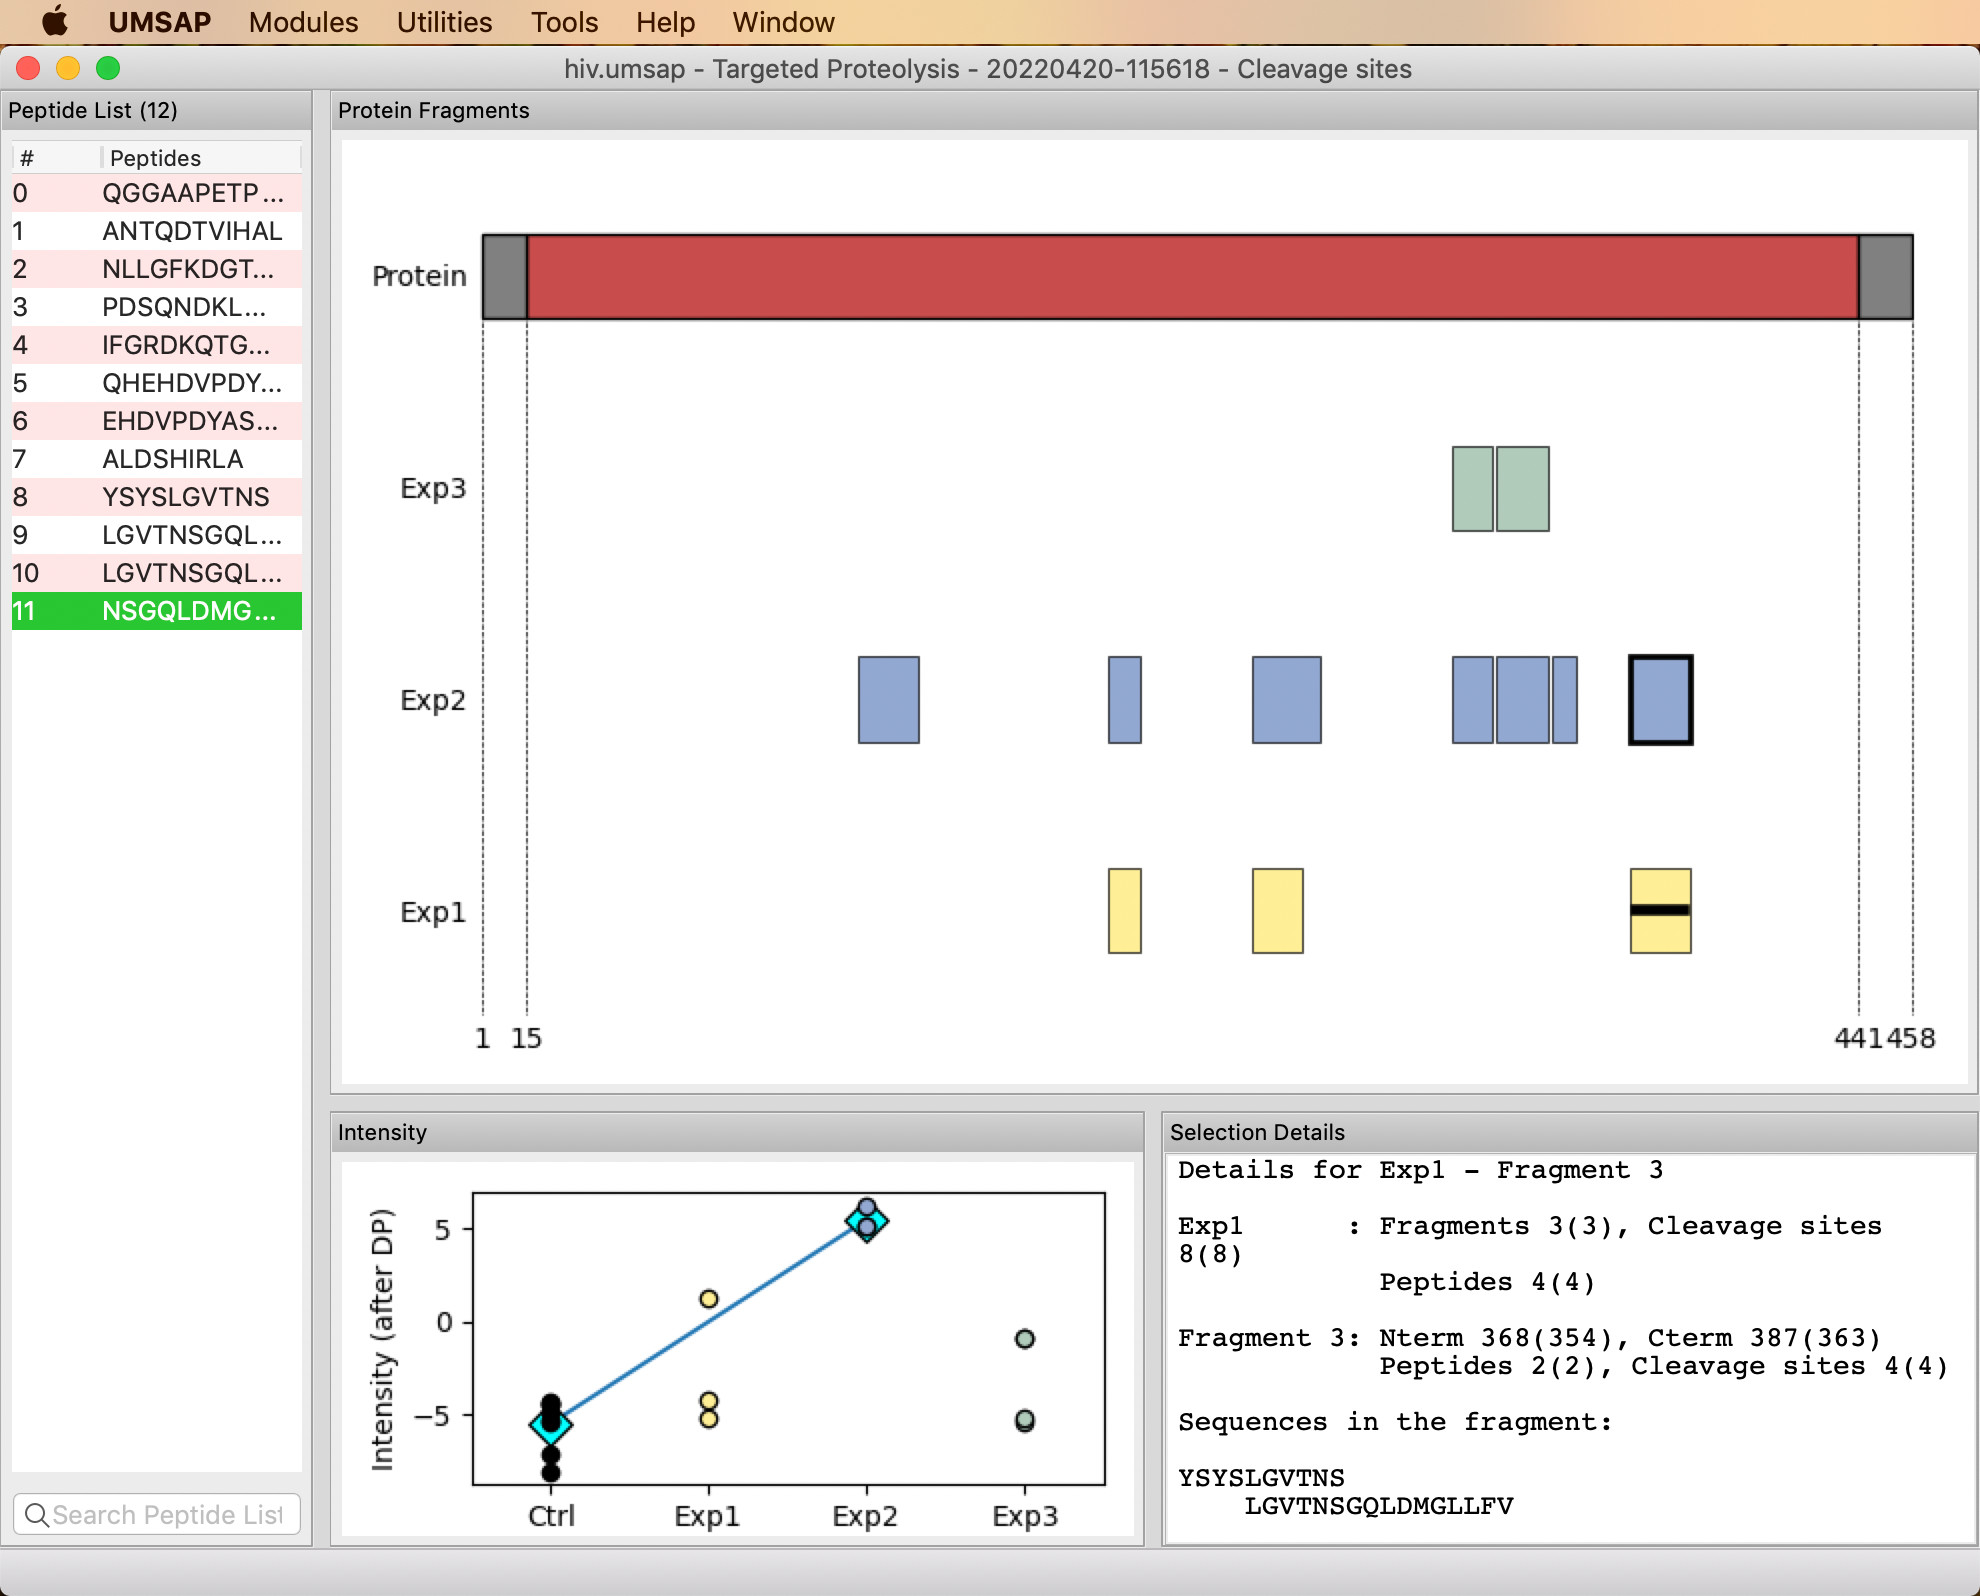 UMSAP Modules Utilities Tools Help Window
hiv.umsap - Targeted Proteolysis - 20220420-115618 - Cleavage sites
Peptide List (12)
# Peptides
0 QGGAAPETP...
1 ANTQDTVIHAL
2 NLLGFKDGT...
3 PDSQNDKL...
4 IFGRDKQTG...
5 QHEHDVPDY...
6 EHDVPDYAS...
7 ALDSHIRLA
8 YSYSLGVTNS
9 LGVTNSGQL...
10 LGVTNSGQL...
11 NSGQLDMG...
Search Peptide List
Protein Fragments
Protein
Exp3
Exp2
Exp1
1 15 441 458
Intensity
Intensity (after DP)
5
0
−5
Ctrl Exp1 Exp2 Exp3
Selection Details
Details for Exp1 - Fragment 3
Exp1 : Fragments 3(3), Cleavage sites
8(8)
Peptides 4(4)
Fragment 3: Nterm 368(354), Cterm 387(363)
Peptides 2(2), Cleavage sites 4(4)
Sequences in the fragment:
YSYSLGVTNS
LGVTNSGQLDMGLLFV